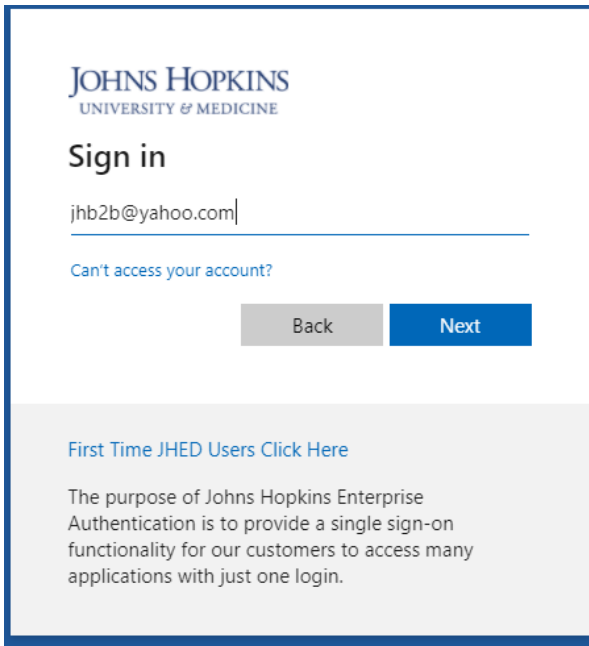 JOHNS HOPKINS
UNIVERSITY & MEDICINE
Sign in
jhb2b@yahoo.com
Can't access your account?
Back
Next
First Time JHED Users Click Here
The purpose of Johns Hopkins Enterprise
Authentication is to provide a single sign-on
functionality for our customers to access many
applications with just one login.